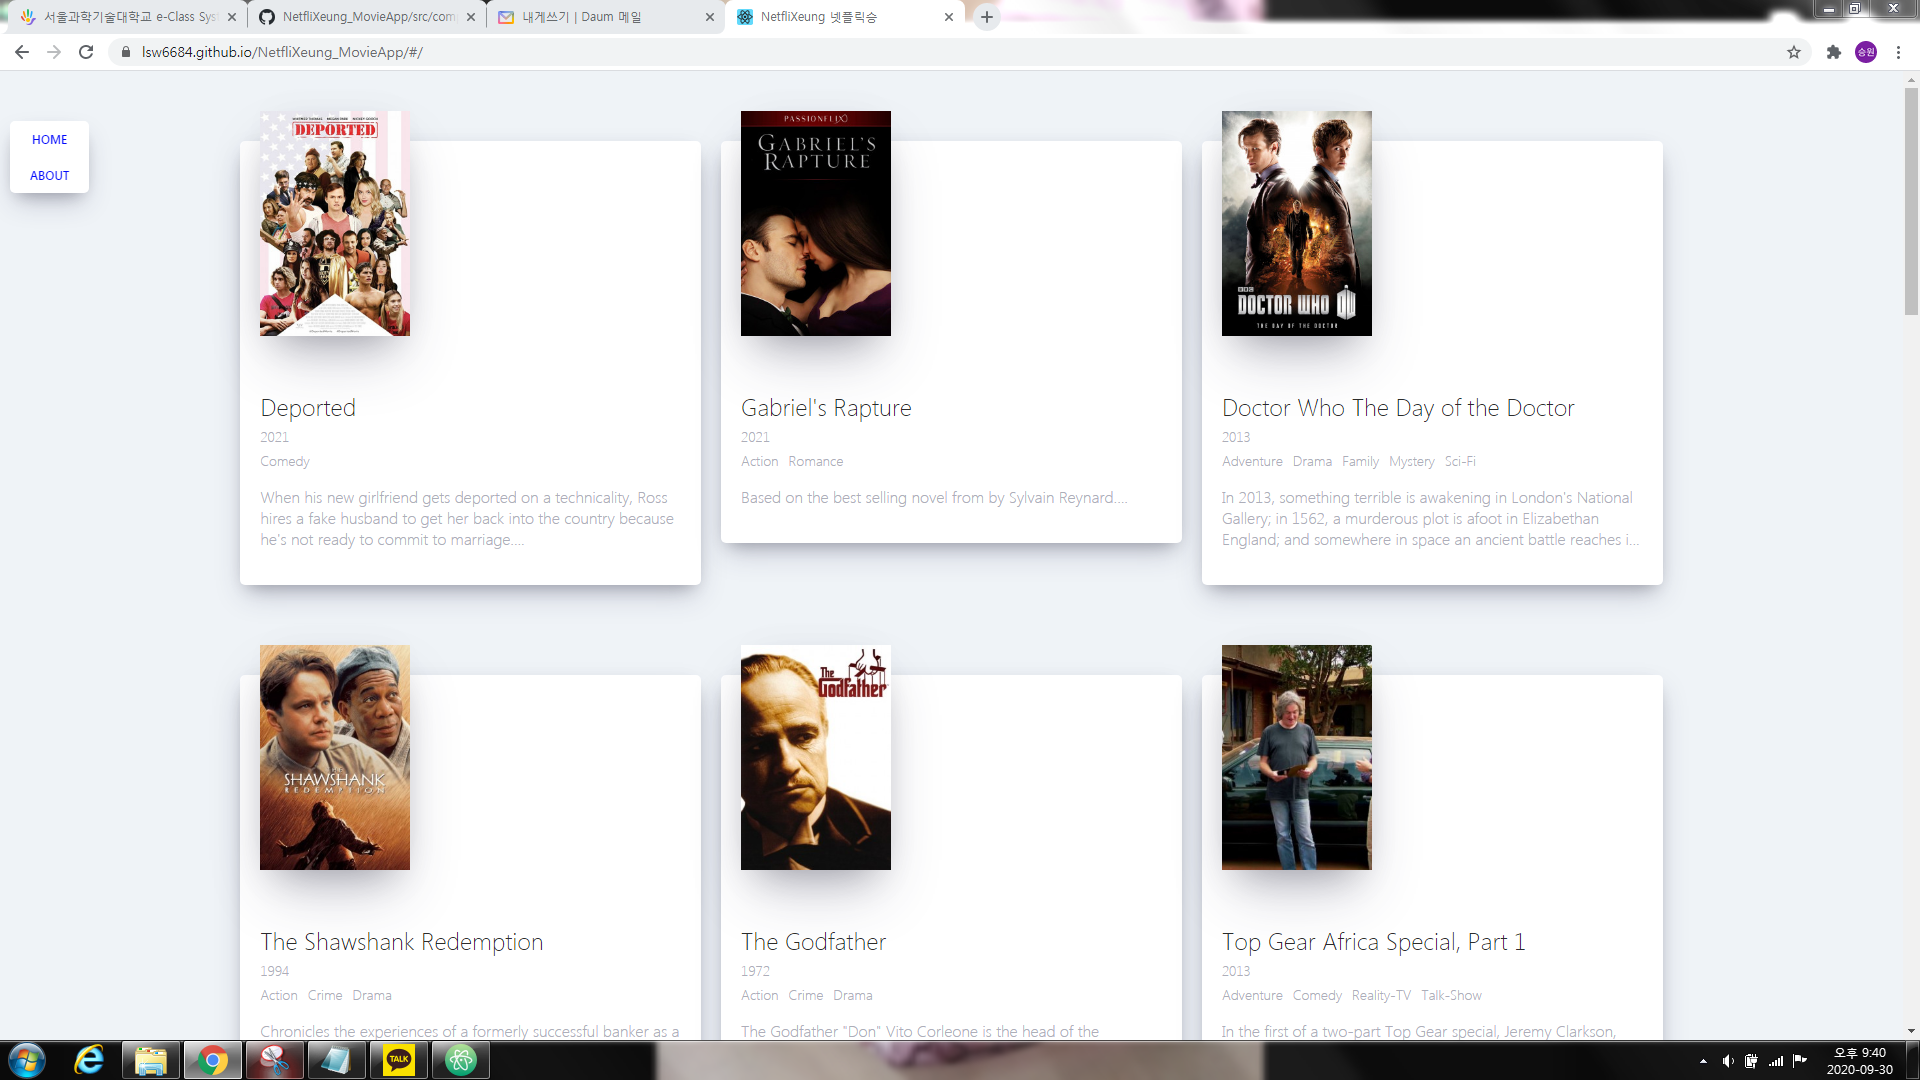 서울과학기술대학교 e-Class Sys
NetfliXeung_MovieApp/src/com
내게쓰기 | Daum 메일
NetfliXeung 넷플릭승
lsw6684.github.io/NetfliXeung_MovieApp/#/
승원
HOME
ABOUT
DEPORTED
PASSIONFLIX
GABRIEL'S
RAPTURE
BBC
DOCTOR WHO
THE DAY OF THE DOCTOR
Deported
2021
Comedy
When his new girlfriend gets deported on a technicality, Ross
hires a fake husband to get her back into the country because
he's not ready to commit to marriage....
Gabriel's Rapture
2021
Action Romance
Based on the best selling novel from by Sylvain Reynard....
Doctor Who The Day of the Doctor
2013
Adventure Drama Family Mystery Sci-Fi
In 2013, something terrible is awakening in London's National
Gallery; in 1562, a murderous plot is afoot in Elizabethan
England; and somewhere in space an ancient battle reaches i...
THE
SHAWSHANK
REDEMPTION
The
Godfather
The Shawshank Redemption
1994
Action Crime Drama
Chronicles the experiences of a formerly successful banker as a
The Godfather
1972
Action Crime Drama
The Godfather "Don" Vito Corleone is the head of the
Top Gear Africa Special, Part 1
2013
Adventure Comedy Reality-TV Talk-Show
In the first of a two-part Top Gear special, Jeremy Clarkson,
TALK
오후 9:40
2020-09-30